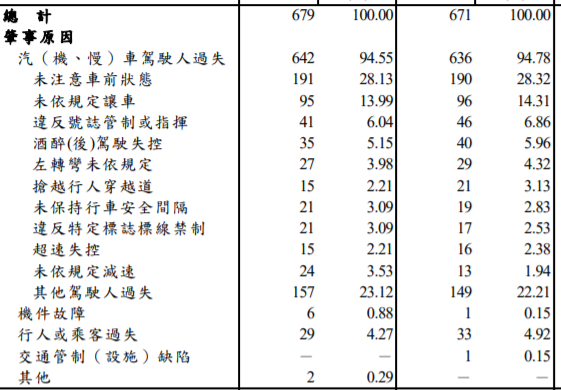 總 計 679 100.00 671 100.00
肇事原因
汽（機、慢）車駕駛人過失 642 94.55 636 94.78
未注意車前狀態 191 28.13 190 28.32
未依規定讓車 95 13.99 96 14.31
違反號誌管制或指揮 41 6.04 46 6.86
酒醉(後)駕駛失控 35 5.15 40 5.96
左轉彎未依規定 27 3.98 29 4.32
搶越行人穿越道 15 2.21 21 3.13
未保持行車安全間隔 21 3.09 19 2.83
違反特定標誌標線禁制 21 3.09 17 2.53
超速失控 15 2.21 16 2.38
未依規定減速 24 3.53 13 1.94
其他駕駛人過失 157 23.12 149 22.21
機件故障 6 0.88 1 0.15
行人或乘客過失 29 4.27 33 4.92
交通管制（設施）缺陷 — — 1 0.15
其他 2 0.29 — —